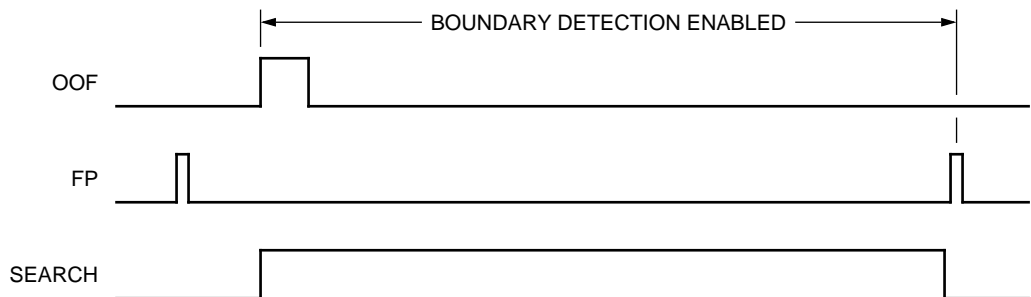 BOUNDARY DETECTION ENABLED
OOF
FP
SEARCH